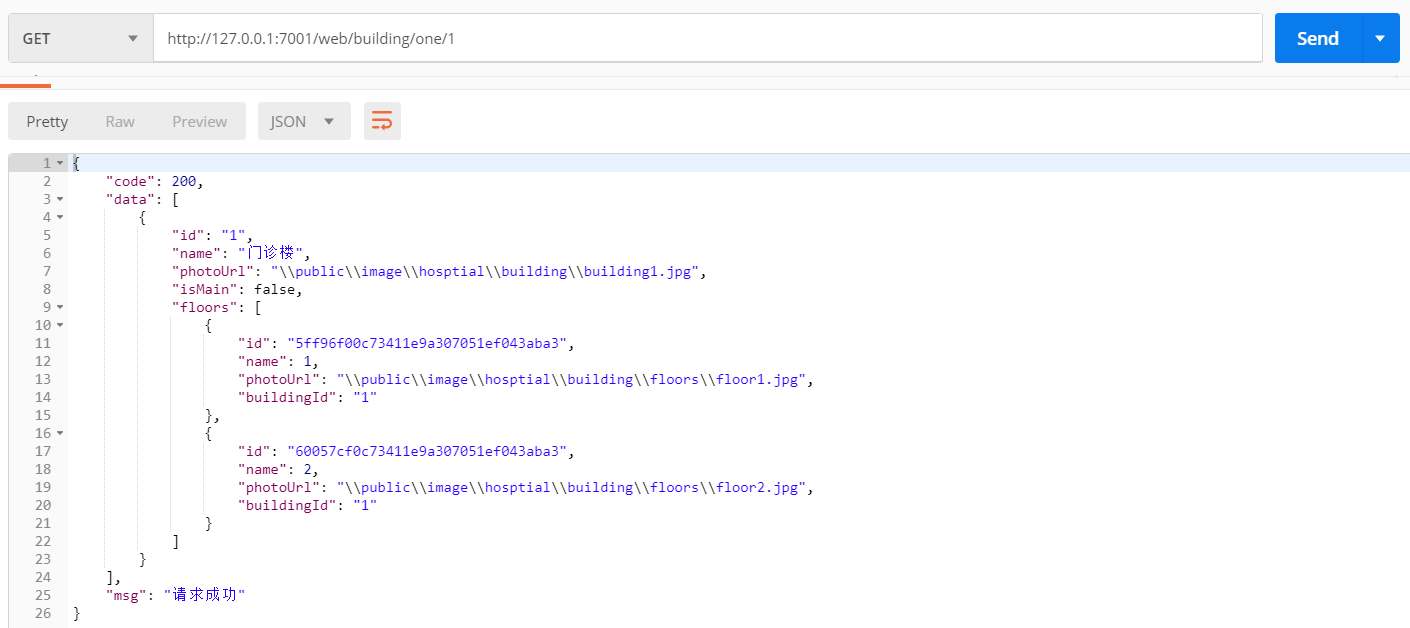 GET http://127.0.0.1:7001/web/building/one/1 Send
Pretty Raw Preview JSON
1 {
2 "code": 200,
3 "data": [
4 {
5 "id": "1",
6 "name": "门诊楼",
7 "photoUrl": "\\public\\image\\hosptial\\building\\building1.jpg",
8 "isMain": false,
9 "floors": [
10 {
11 "id": "5ff96f00c73411e9a307051ef043aba3",
12 "name": 1,
13 "photoUrl": "\\public\\image\\hosptial\\building\\floors\\floor1.jpg",
14 "buildingId": "1"
15 },
16 {
17 "id": "60057cf0c73411e9a307051ef043aba3",
18 "name": 2,
19 "photoUrl": "\\public\\image\\hosptial\\building\\floors\\floor2.jpg",
20 "buildingId": "1"
21 }
22 ]
23 }
24 ],
25 "msg": "请求成功"
26 }